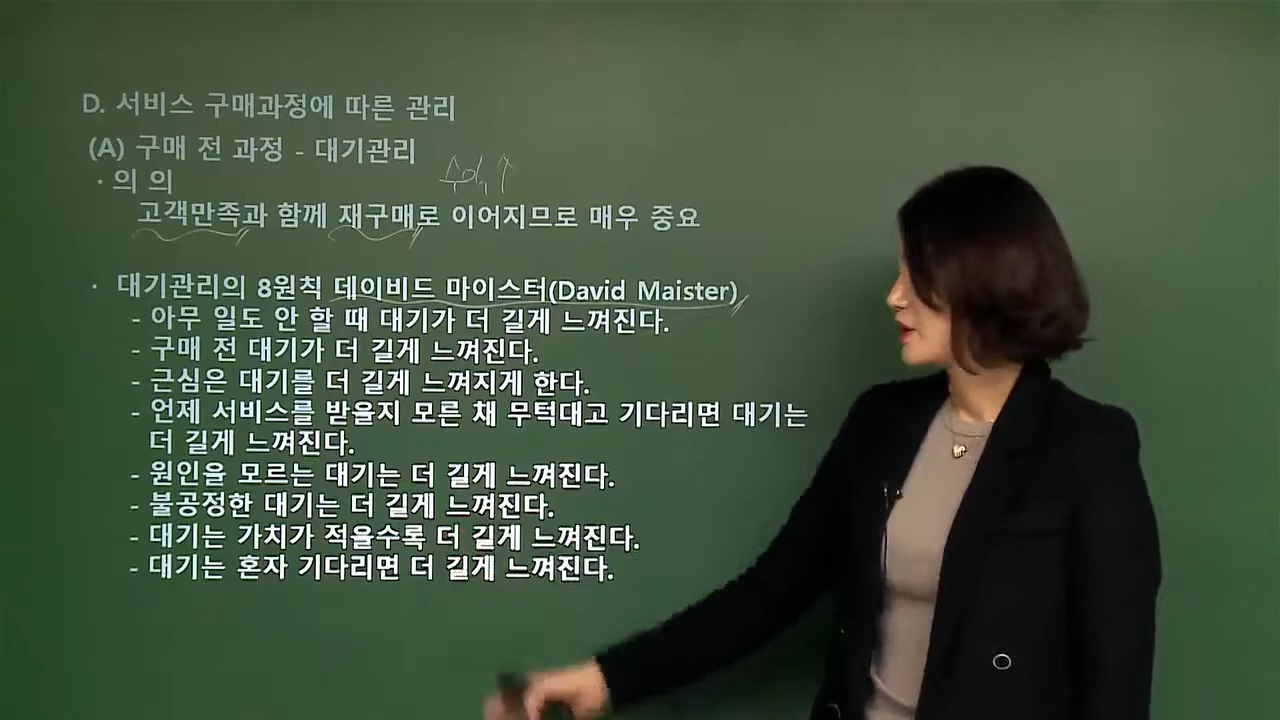 D. 서비스 구매과정에 따른 관리
(A) 구매 전 과정 - 대기관리
· 의 의
고객만족과 함께 재구매로 이어지므로 매우 중요
· 대기관리의 8원칙 데이비드 마이스터(David Maister)
- 아무 일도 안 할 때 대기가 더 길게 느껴진다.
- 구매 전 대기가 더 길게 느껴진다.
- 근심은 대기를 더 길게 느껴지게 한다.
- 언제 서비스를 받을지 모른 채 무턱대고 기다리면 대기는
더 길게 느껴진다.
- 원인을 모르는 대기는 더 길게 느껴진다.
- 불공정한 대기는 더 길게 느껴진다.
- 대기는 가치가 적을수록 더 길게 느껴진다.
- 대기는 혼자 기다리면 더 길게 느껴진다.